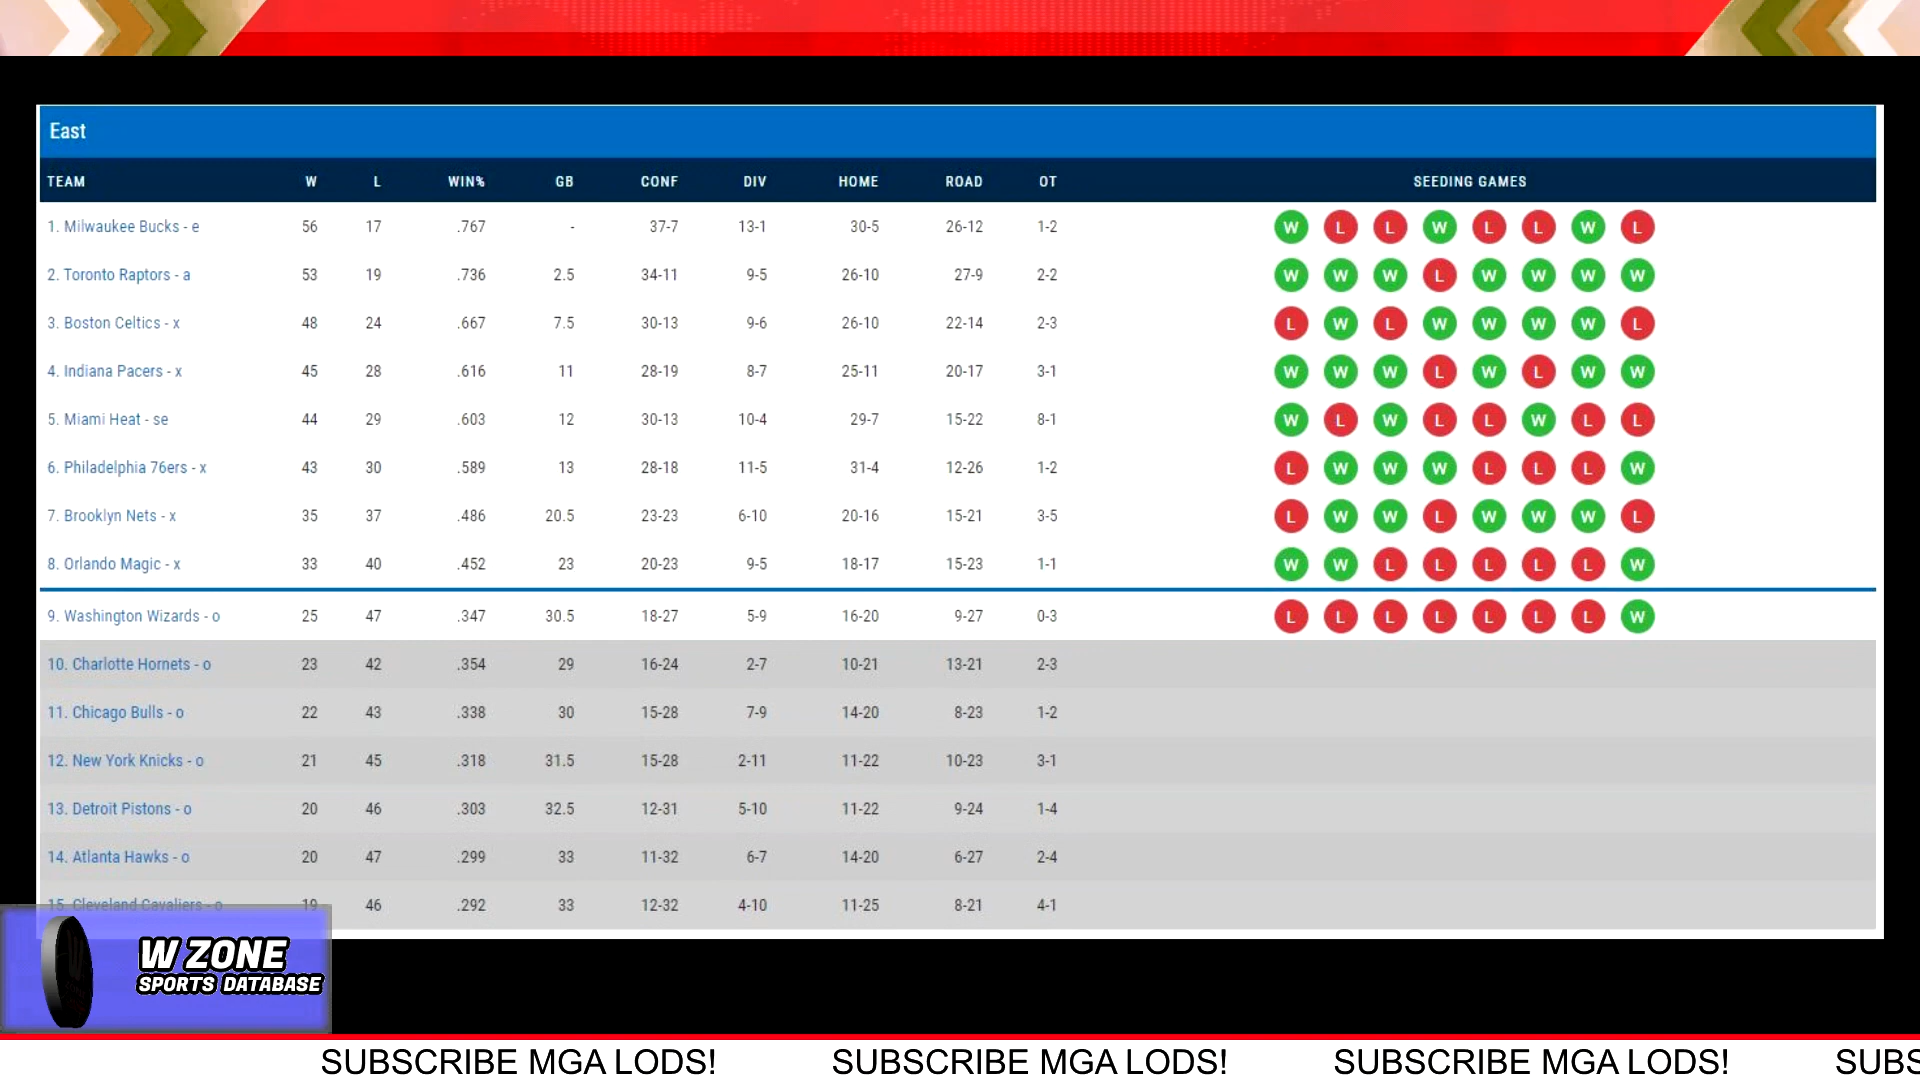 East
TEAM W L WIN% GB CONF DIV HOME ROAD OT SEEDING GAMES
1. Milwaukee Bucks - e 56 17 .767 - 37-7 13-1 30-5 26-12 1-2 W L L W L L W L
2. Toronto Raptors - a 53 19 .736 2.5 34-11 9-5 26-10 27-9 2-2 W W W L W W W W
3. Boston Celtics - x 48 24 .667 7.5 30-13 9-6 26-10 22-14 2-3 L W L W W W W L
4. Indiana Pacers - x 45 28 .616 11 28-19 8-7 25-11 20-17 3-1 W W W L W L W W
5. Miami Heat - se 44 29 .603 12 30-13 10-4 29-7 15-22 8-1 W L W L L W L L
6. Philadelphia 76ers - x 43 30 .589 13 28-18 11-5 31-4 12-26 1-2 L W W W L L L W
7. Brooklyn Nets - x 35 37 .486 20.5 23-23 6-10 20-16 15-21 3-5 L W W L W W W L
8. Orlando Magic - x 33 40 .452 23 20-23 9-5 18-17 15-23 1-1 W W L L L L L W
9. Washington Wizards - o 25 47 .347 30.5 18-27 5-9 16-20 9-27 0-3 L L L L L L L W
10. Charlotte Hornets - o 23 42 .354 29 16-24 2-7 10-21 13-21 2-3
11. Chicago Bulls - o 22 43 .338 30 15-28 7-9 14-20 8-23 1-2
12. New York Knicks - o 21 45 .318 31.5 15-28 2-11 11-22 10-23 3-1
13. Detroit Pistons - o 20 46 .303 32.5 12-31 5-10 11-22 9-24 1-4
14. Atlanta Hawks - o 20 47 .299 33 11-32 6-7 14-20 6-27 2-4
15. Cleveland Cavaliers - o 19 46 .292 33 12-32 4-10 11-25 8-21 4-1
W ZONE
SPORTS DATABASE
SUBSCRIBE MGA LODS! SUBSCRIBE MGA LODS! SUBSCRIBE MGA LODS! SUBS